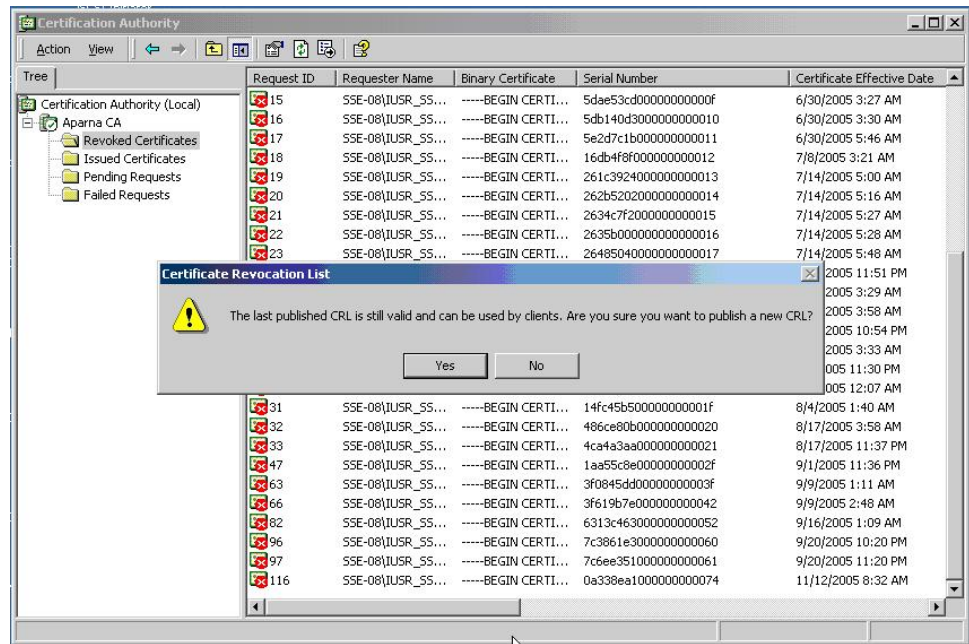 Certification Authority
Action View
Tree
Request ID Requester Name Binary Certificate Serial Number Certificate Effective Date
Certification Authority (Local)
Aparna CA
Revoked Certificates
Issued Certificates
Pending Requests
Failed Requests
15 SSE-08\IUSR_SS... -----BEGIN CERTI... 5dae53cd00000000000f 6/30/2005 3:27 AM
16 SSE-08\IUSR_SS... -----BEGIN CERTI... 5db140d3000000000010 6/30/2005 3:30 AM
17 SSE-08\IUSR_SS... -----BEGIN CERTI... 5e2d7c1b000000000011 6/30/2005 5:46 AM
18 SSE-08\IUSR_SS... -----BEGIN CERTI... 16db4f8f000000000012 7/8/2005 3:21 AM
19 SSE-08\IUSR_SS... -----BEGIN CERTI... 261c3924000000000013 7/14/2005 5:00 AM
20 SSE-08\IUSR_SS... -----BEGIN CERTI... 262b5202000000000014 7/14/2005 5:16 AM
21 SSE-08\IUSR_SS... -----BEGIN CERTI... 2634c7f2000000000015 7/14/2005 5:27 AM
22 SSE-08\IUSR_SS... -----BEGIN CERTI... 2635b000000000000016 7/14/2005 5:28 AM
23 SSE-08\IUSR_SS... -----BEGIN CERTI... 26485040000000000017 7/14/2005 5:48 AM
Certificate Revocation List
The last published CRL is still valid and can be used by clients. Are you sure you want to publish a new CRL?
Yes No
2005 11:51 PM
2005 3:29 AM
2005 3:58 AM
2005 10:54 PM
2005 3:33 AM
005 11:30 PM
005 12:07 AM
31 SSE-08\IUSR_SS... -----BEGIN CERTI... 14fc45b500000000001f 8/4/2005 1:40 AM
32 SSE-08\IUSR_SS... -----BEGIN CERTI... 486ce80b000000000020 8/17/2005 3:58 AM
33 SSE-08\IUSR_SS... -----BEGIN CERTI... 4ca4a3aa000000000021 8/17/2005 11:37 PM
47 SSE-08\IUSR_SS... -----BEGIN CERTI... 1aa55c8e00000000002f 9/1/2005 11:36 PM
63 SSE-08\IUSR_SS... -----BEGIN CERTI... 3f0845dd00000000003f 9/9/2005 1:11 AM
66 SSE-08\IUSR_SS... -----BEGIN CERTI... 3f619b7e000000000042 9/9/2005 2:48 AM
82 SSE-08\IUSR_SS... -----BEGIN CERTI... 6313c463000000000052 9/16/2005 1:09 AM
96 SSE-08\IUSR_SS... -----BEGIN CERTI... 7c3861e3000000000060 9/20/2005 10:20 PM
97 SSE-08\IUSR_SS... -----BEGIN CERTI... 7c6ee351000000000061 9/20/2005 11:20 PM
116 SSE-08\IUSR_SS... -----BEGIN CERTI... 0a338ea1000000000074 11/12/2005 8:32 AM